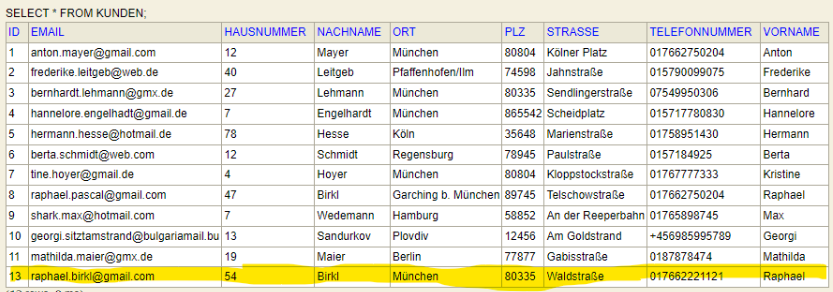 SELECT * FROM KUNDEN;
ID EMAIL HAUSNUMMER NACHNAME ORT PLZ STRASSE TELEFONNUMMER VORNAME
1 anton.mayer@gmail.com 12 Mayer München 80804 Kölner Platz 017662750204 Anton
2 frederike.leitgeb@web.de 40 Leitgeb Pfaffenhofen/Ilm 74598 Jahnstraße 015790099075 Frederike
3 bernhardt.lehmann@gmx.de 27 Lehmann München 80335 Sendlingerstraße 07549950306 Bernhard
4 hannelore.engelhadt@gmail.de 7 Engelhardt München 865542 Scheidplatz 015717780830 Hannelore
5 hermann.hesse@hotmail.de 78 Hesse Köln 35648 Marienstraße 01758951430 Hermann
6 berta.schmidt@web.com 12 Schmidt Regensburg 78945 Paulstraße 0157184925 Berta
7 tine.hoyer@gmail.de 4 Hoyer München 80804 Kloppstockstraße 01767777333 Kristine
8 raphael.pascal@gmail.com 47 Birkl Garching b. München 89745 Telschowstraße 017662750204 Raphael
9 shark.max@hotmail.com 7 Wedemann Hamburg 58852 An der Reeperbahn 01765898745 Max
10 georgi.sitztamstrand@bulgariamail.bu 13 Sandurkov Plovdiv 12456 Am Goldstrand +456985995789 Georgi
11 mathilda.maier@gmx.de 19 Maier Berlin 77877 Gabisstraße 0187878474 Mathilda
13 raphael.birkl@gmail.com 54 Birkl München 80335 Waldstraße 017662221121 Raphael